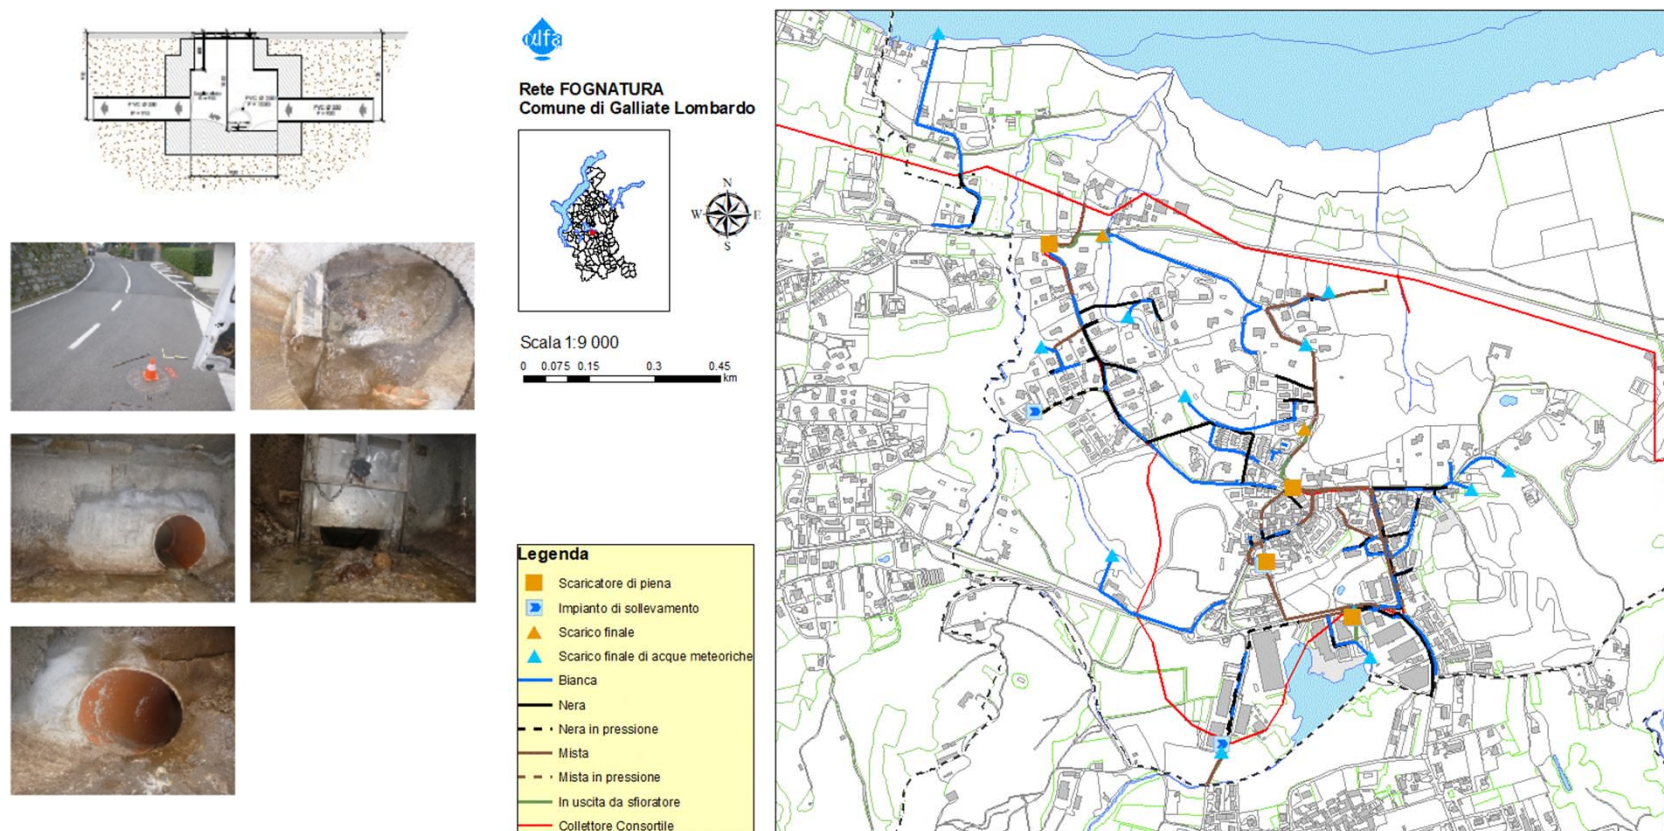 alfa
Rete FOGNATURA
Comune di Galliate Lombardo
N
W
E
S
Scala 1:9 000
0 0.075 0.15 0.3 0.45
km
Legenda
Scaricatore di piena
Impianto di sollevamento
Scarico finale
Scarico finale di acque meteoriche
Bianca
Nera
Nera in pressione
Mista
Mista in pressione
In uscita da sfioratore
Collettore Consortile